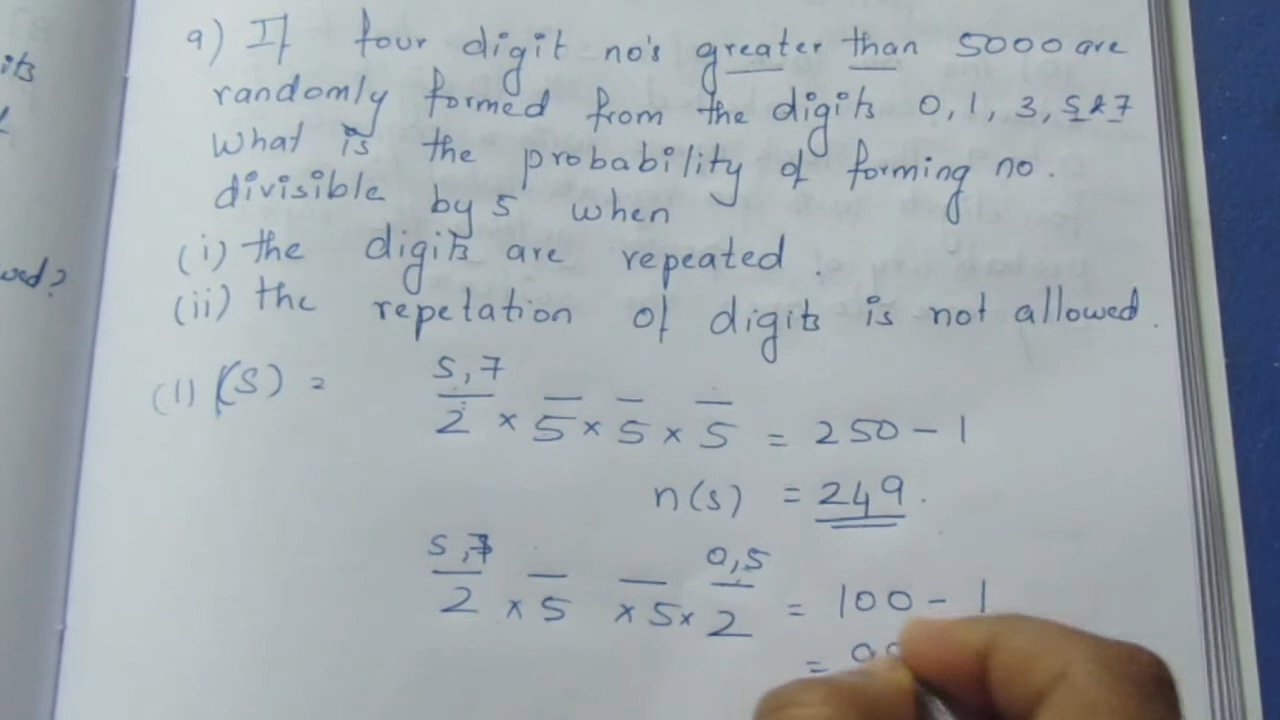 its
wed?
9) If four digit no's greater than 5000 are
randomly formed from the digits 0, 1, 3, 5 & 7
What is the probability of forming no.
divisible by 5 when
(i) the digits are repeated.
(ii) the repetation of digits is not allowed.
(1) (S) =
5,7
2 × 5 × 5 × 5 = 250 - 1
n(s) = 249.
5,7 0,5
2 × 5 × 5 × 2 = 100 - 1
=